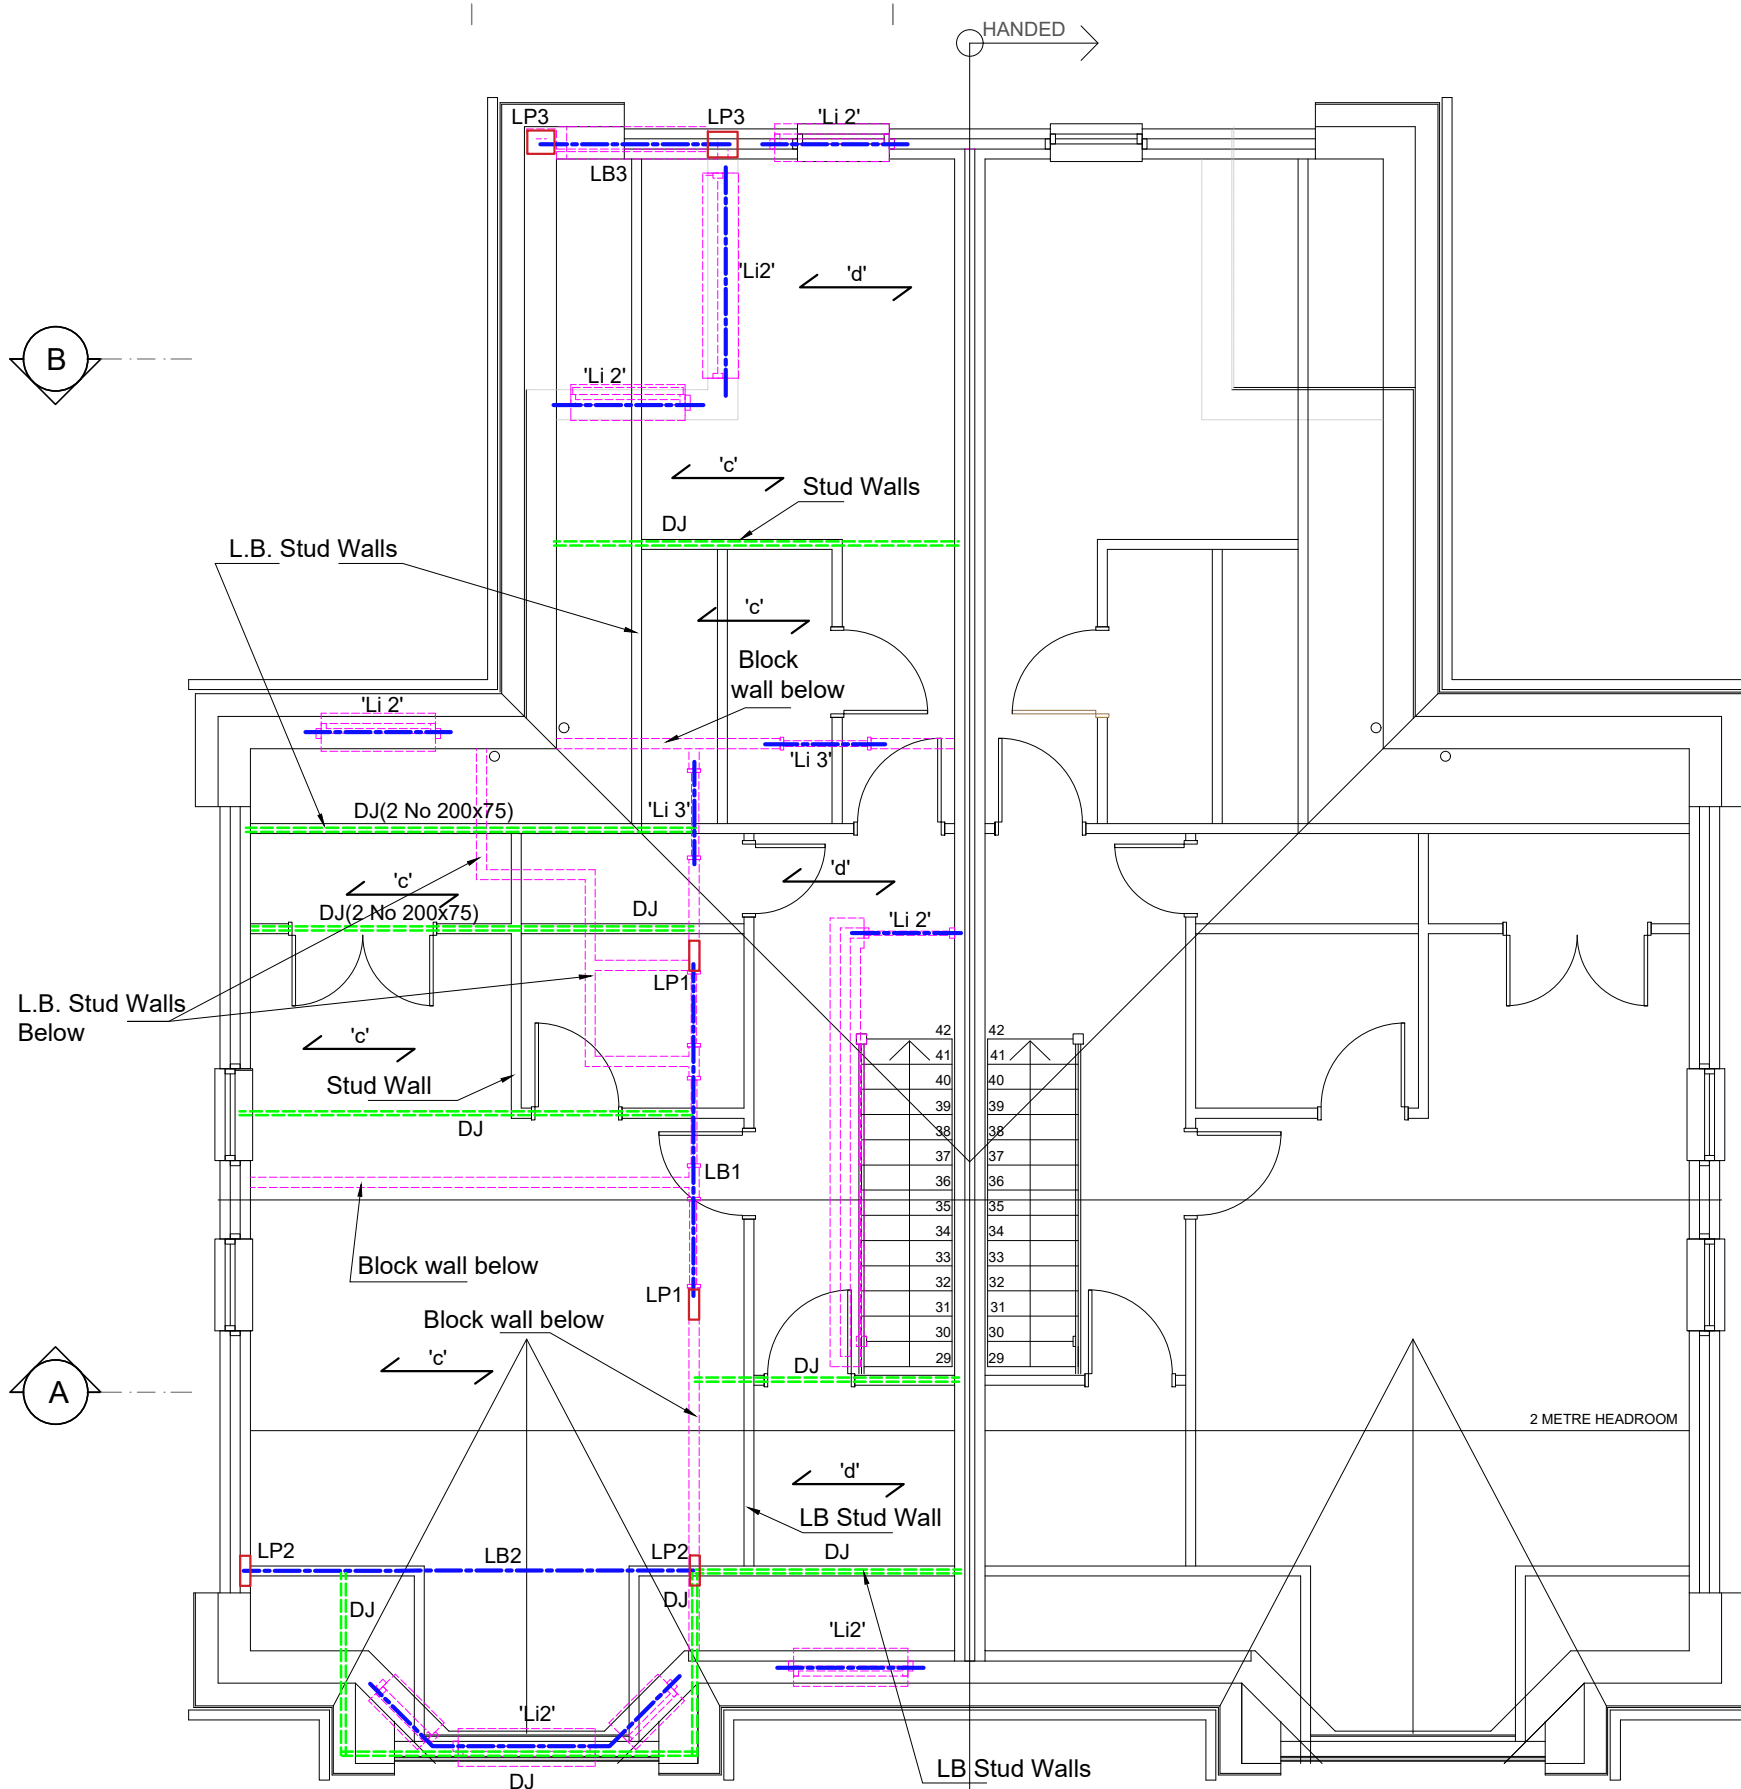 HANDED
LP3
LP3
'Li 2'
LB3
'Li2'
'd'
B
'Li 2'
'c'
Stud Walls
DJ
L.B. Stud Walls
'c'
Block
wall below
'Li 2'
'Li 3'
DJ(2 No 200x75)
'Li 3'
'c'
'd'
DJ(2 No 200x75)
DJ
'Li 2'
LP1
L.B. Stud Walls
Below
'c'
Stud Wall
DJ
LB1
42 42
41 41
40 40
39 39
38 38
37 37
36 36
35 35
34 34
33 33
32 32
31 31
30 30
29 29
Block wall below
LP1
Block wall below
'c'
DJ
A
2 METRE HEADROOM
'd'
LB Stud Wall
LP2
LB2
LP2
DJ
DJ
DJ
'Li2'
'Li2'
LB Stud Walls
DJ